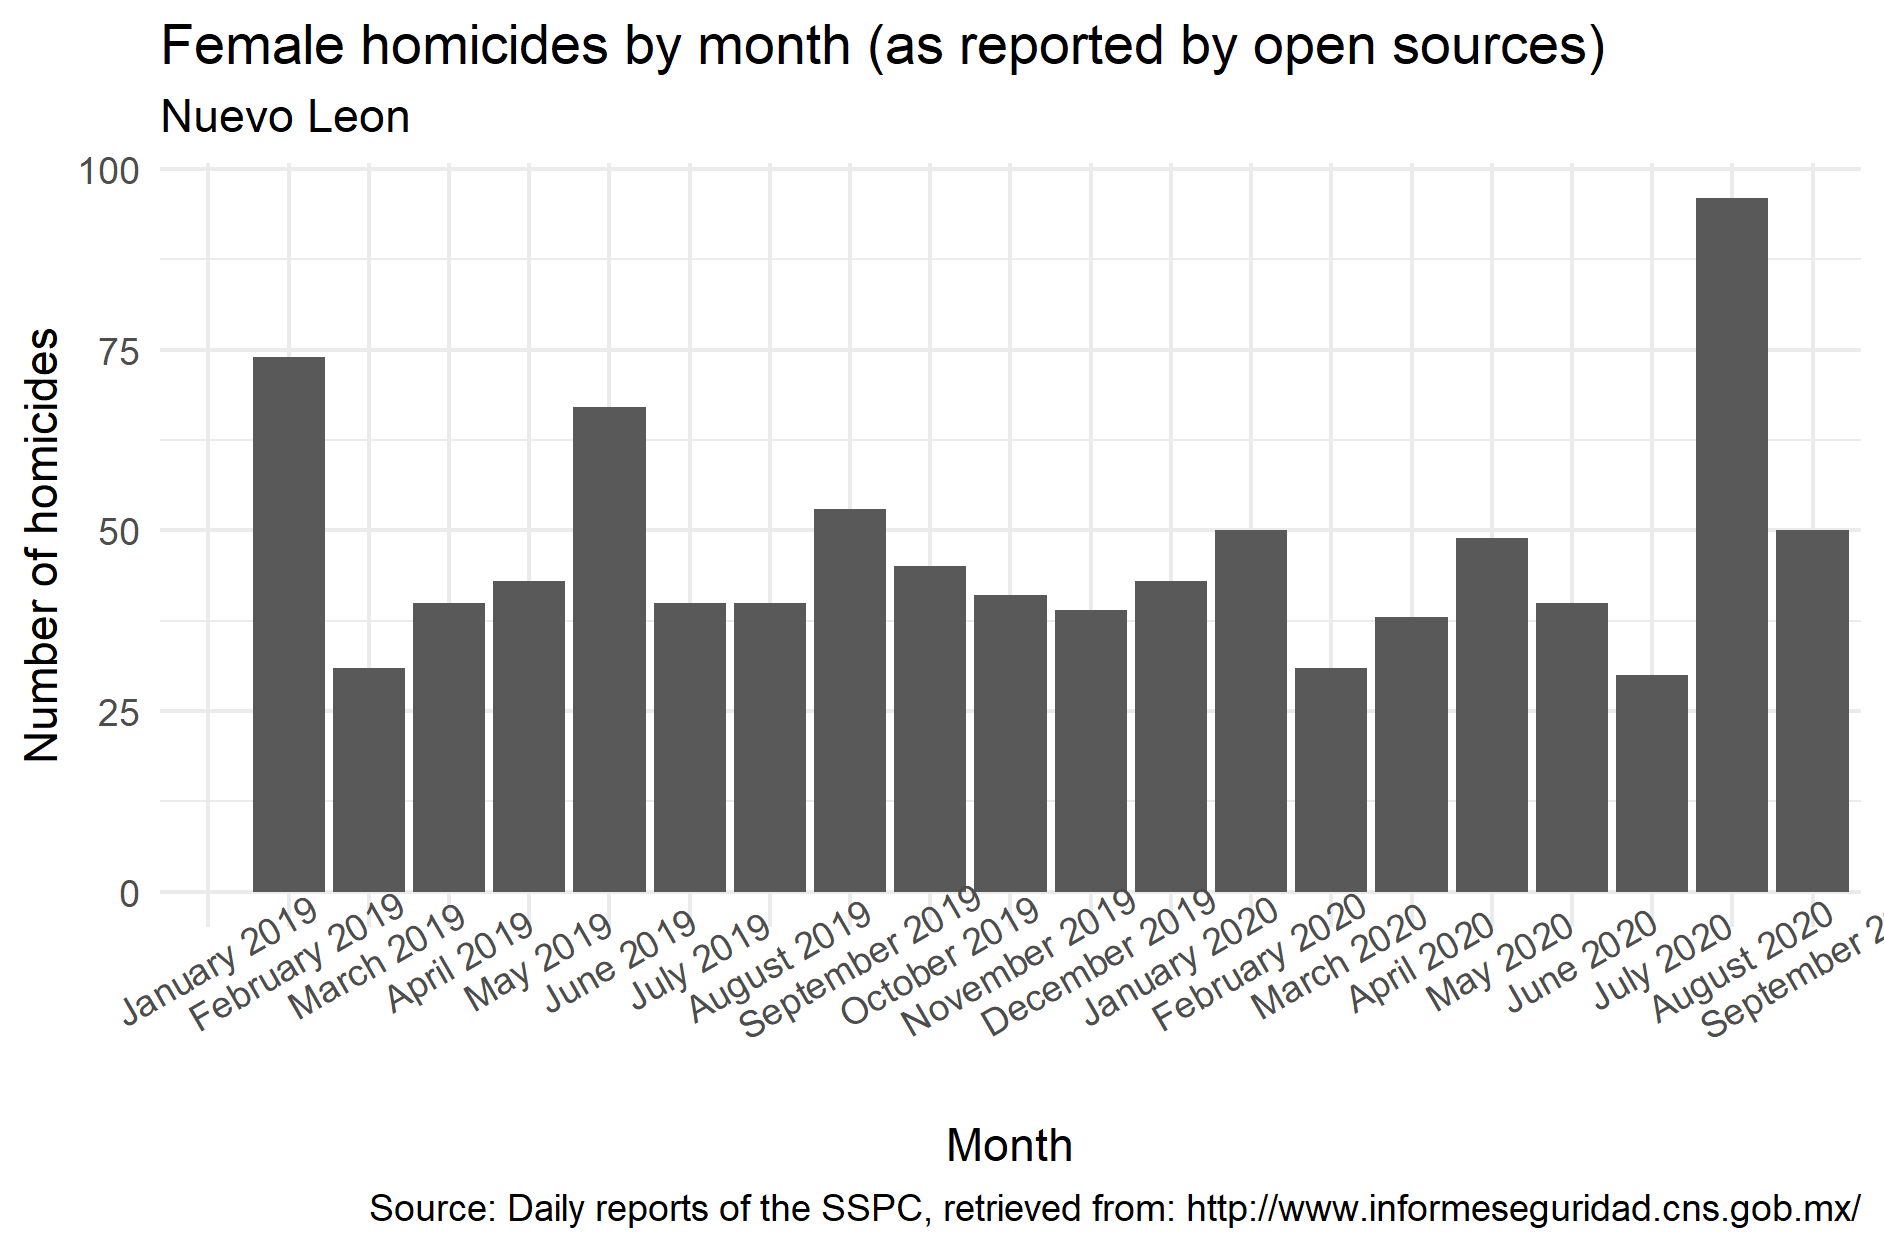 Female homicides by month (as reported by open sources)
Nuevo Leon
100
75
50
25
0
Number of homicides
January 2019
February 2019
March 2019
April 2019
May 2019
June 2019
July 2019
August 2019
September 2019
October 2019
November 2019
December 2019
January 2020
February 2020
March 2020
April 2020
May 2020
June 2020
July 2020
August 2020
September 2
Month
Source: Daily reports of the SSPC, retrieved from: http://www.informeseguridad.cns.gob.mx/